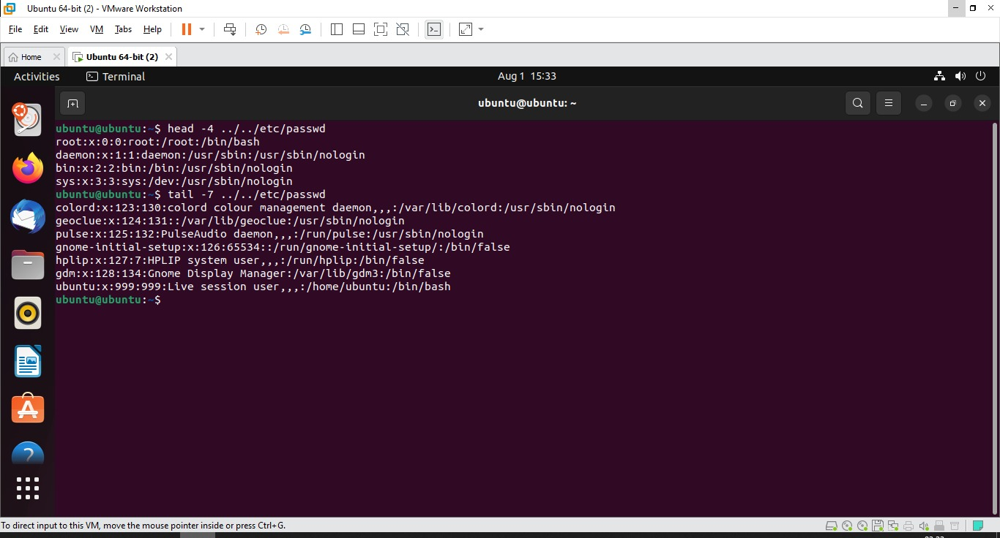 Ubuntu 64-bit (2) - VMware Workstation
File Edit View VM Tabs Help
Home Ubuntu 64-bit (2)
Activities Terminal Aug 1 15:33
ubuntu@ubuntu: ~
ubuntu@ubuntu:~$ head -4 ../../etc/passwd
root:x:0:0:root:/root:/bin/bash
daemon:x:1:1:daemon:/usr/sbin:/usr/sbin/nologin
bin:x:2:2:bin:/bin:/usr/sbin/nologin
sys:x:3:3:sys:/dev:/usr/sbin/nologin
ubuntu@ubuntu:~$ tail -7 ../../etc/passwd
colord:x:123:130:colord colour management daemon,,,:/var/lib/colord:/usr/sbin/nologin
geoclue:x:124:131::/var/lib/geoclue:/usr/sbin/nologin
pulse:x:125:132:PulseAudio daemon,,,:/run/pulse:/usr/sbin/nologin
gnome-initial-setup:x:126:65534::/run/gnome-initial-setup/:/bin/false
hplip:x:127:7:HPLIP system user,,,:/run/hplip:/bin/false
gdm:x:128:134:Gnome Display Manager:/var/lib/gdm3:/bin/false
ubuntu:x:999:999:Live session user,,,:/home/ubuntu:/bin/bash
ubuntu@ubuntu:~$
To direct input to this VM, move the mouse pointer inside or press Ctrl+G.